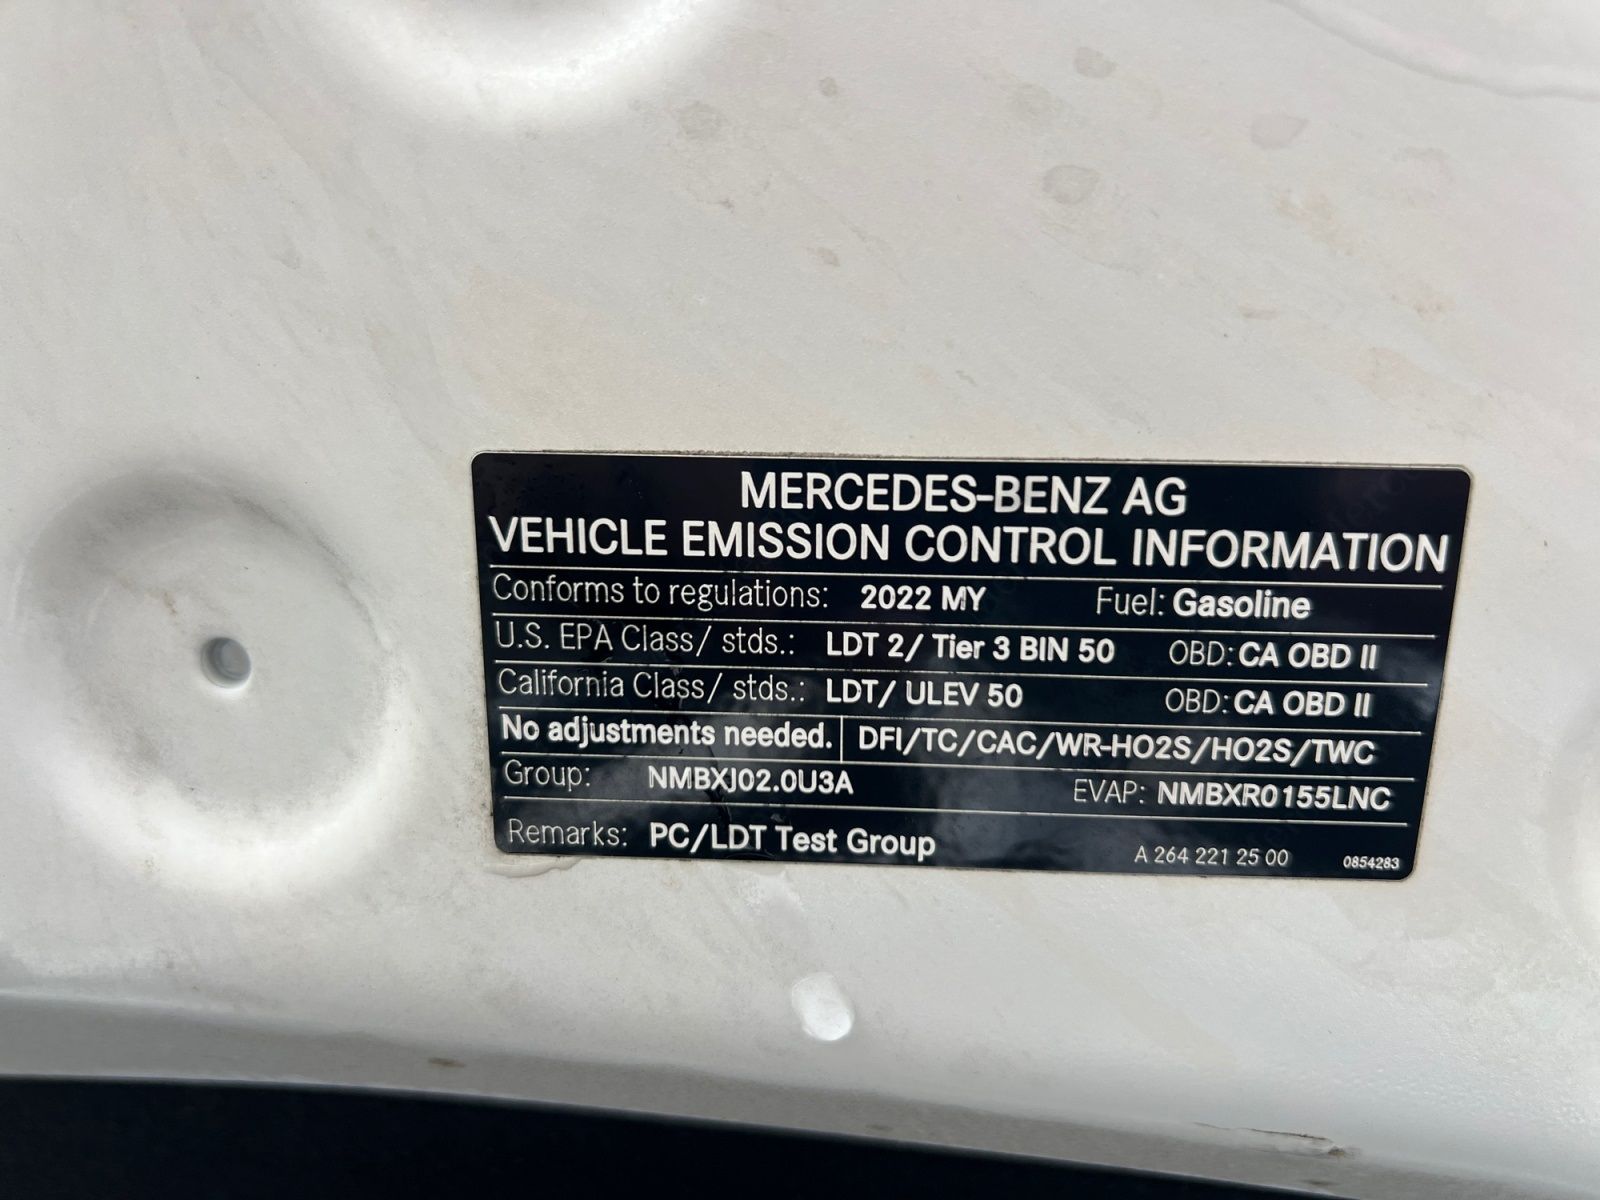 MERCEDES-BENZ AG
VEHICLE EMISSION CONTROL INFORMATION
Conforms to regulations: 2022 MY Fuel: Gasoline
U.S. EPA Class/ stds.: LDT 2/ Tier 3 BIN 50 OBD: CA OBD II
California Class/ stds.: LDT/ ULEV 50 OBD: CA OBD II
No adjustments needed. DFI/TC/CAC/WR-HO2S/HO2S/TWC
Group: NMBXJ02.0U3A EVAP: NMBXR0155LNC
Remarks: PC/LDT Test Group A 264 221 25 00 0854283